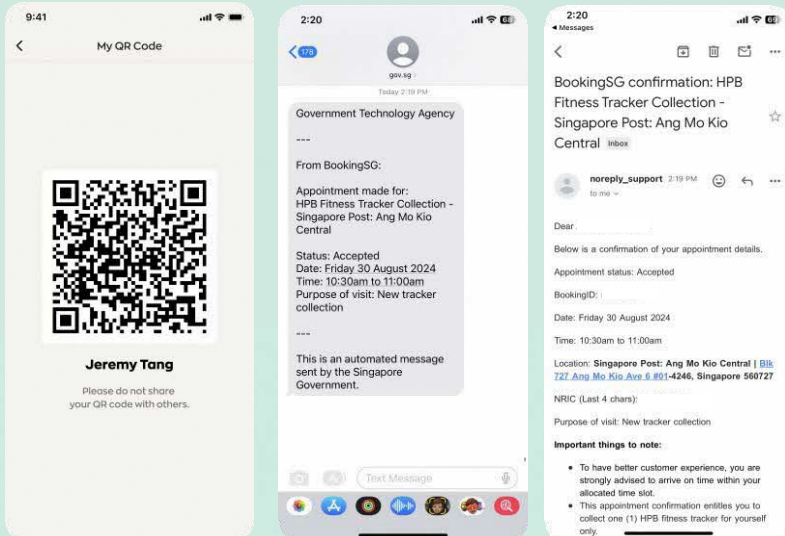 9:41
My QR Code
Jeremy Tang
Please do not share
your QR code with others.
2:20
178
gov.sg
Today 2:19 PM
Government Technology Agency
---
From BookingSG:
Appointment made for:
HPB Fitness Tracker Collection -
Singapore Post: Ang Mo Kio
Central
Status: Accepted
Date: Friday 30 August 2024
Time: 10:30am to 11:00am
Purpose of visit: New tracker
collection
---
This is an automated message
sent by the Singapore
Government.
Text Message
2:20
Messages
BookingSG confirmation: HPB
Fitness Tracker Collection -
Singapore Post: Ang Mo Kio
Central Inbox
noreply_support 2:19 PM
to me
Dear
Below is a confirmation of your appointment details.
Appointment status: Accepted
BookingID:
Date: Friday 30 August 2024
Time: 10:30am to 11:00am
Location: Singapore Post: Ang Mo Kio Central | Blk
727 Ang Mo Kio Ave 6 #01-4246, Singapore 560727
NRIC (Last 4 chars):
Purpose of visit: New tracker collection
Important things to note:
• To have better customer experience, you are
strongly advised to arrive on time within your
allocated time slot.
• This appointment confirmation entitles you to
collect one (1) HPB fitness tracker for yourself
only.